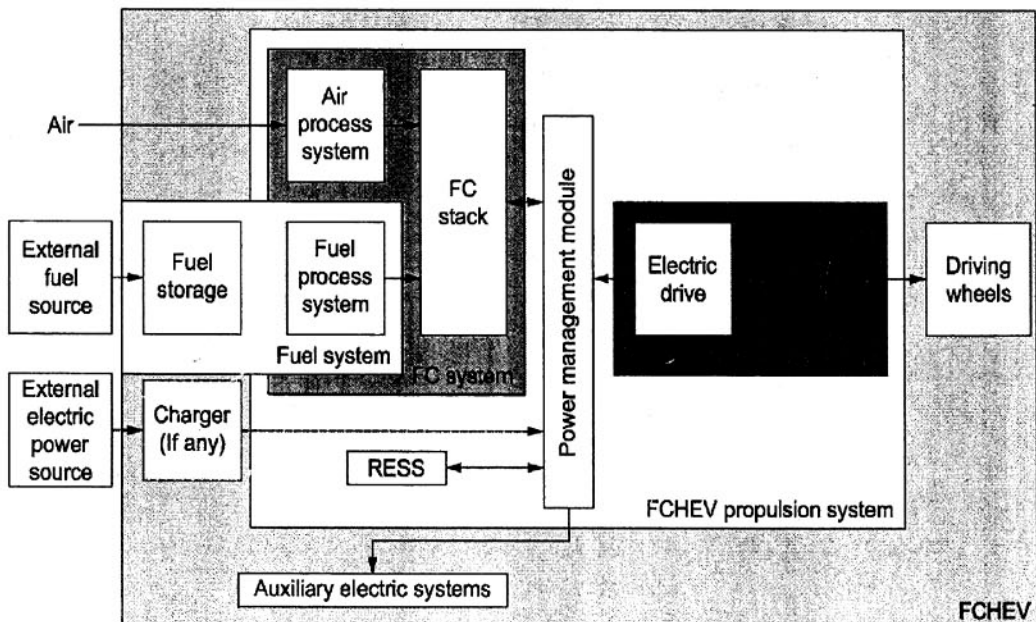 Air
Air
process
system
FC
stack
Power management module
External
fuel
source
Fuel
storage
Fuel
process
system
Fuel system
FC system
Electric
drive
Driving
wheels
External
electric
power
source
Charger
(If any)
RESS
FCHEV propulsion system
Auxiliary electric systems
FCHEV